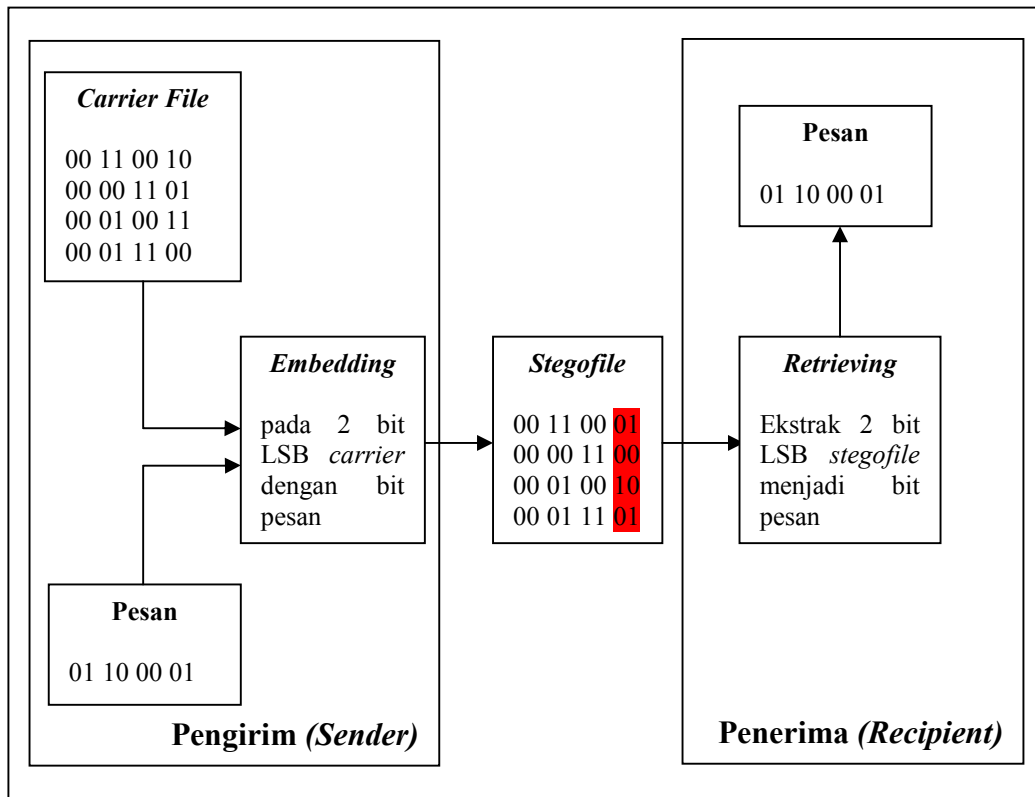 Carrier File
00 11 00 10
00 00 11 01
00 01 00 11
00 01 11 00
Pesan
01 10 00 01
Embedding
pada 2 bit
LSB carrier
dengan bit
pesan
Pengirim (Sender)
Stegofile
00 11 00 01
00 00 11 00
00 01 00 10
00 01 11 01
Pesan
01 10 00 01
Retrieving
Ekstrak 2 bit
LSB stegofile
menjadi bit
pesan
Penerima (Recipient)